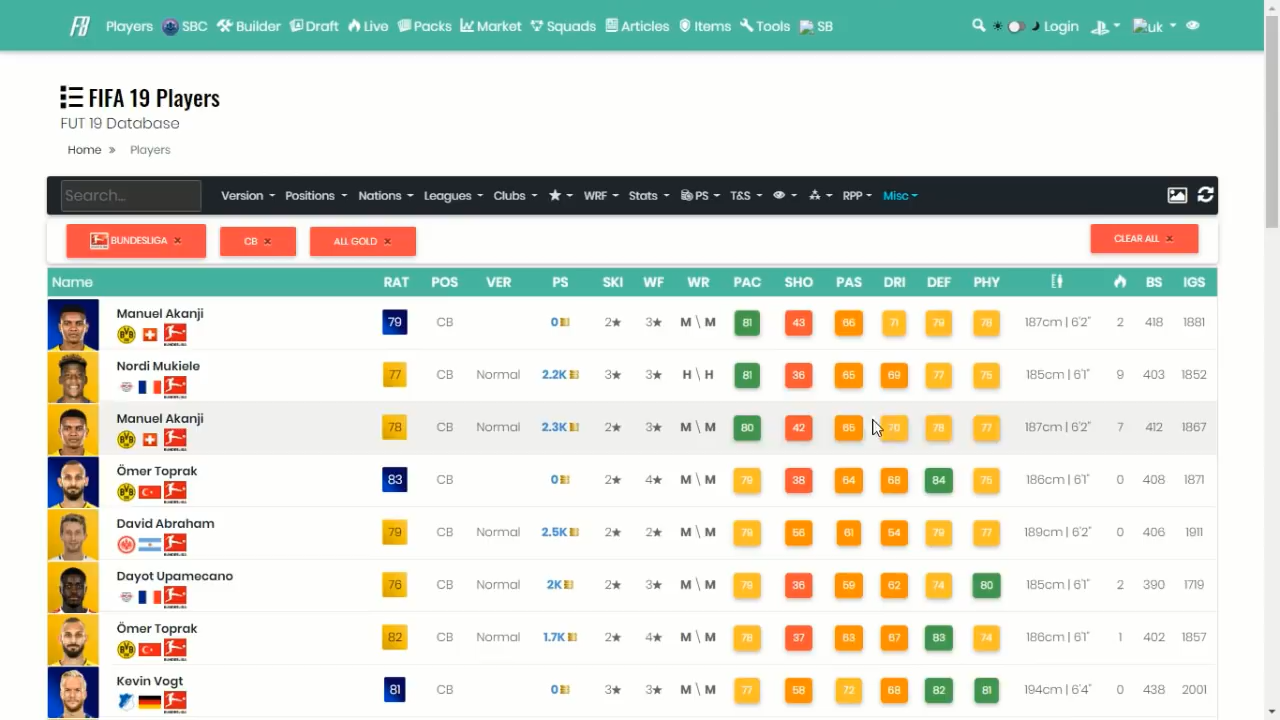 Players SBC Builder Draft Live Packs Market Squads Articles Items Tools SB Login uk
FIFA 19 Players
FUT 19 Database
Home » Players
Search... Version Positions Nations Leagues Clubs WRF Stats PS T&S RPP Misc
BUNDESLIGA × CB × ALL GOLD × CLEAR ALL ×
Name RAT POS VER PS SKI WF WR PAC SHO PAS DRI DEF PHY BS IGS
Manuel Akanji 79 CB 0 2★ 3★ M \ M 81 43 66 71 79 78 187cm | 6'2" 2 418 1881
Nordi Mukiele 77 CB Normal 2.2K 3★ 3★ H \ H 81 36 65 69 77 75 185cm | 6'1" 9 403 1852
Manuel Akanji 78 CB Normal 2.3K 2★ 3★ M \ M 80 42 65 70 78 77 187cm | 6'2" 7 412 1867
Ömer Toprak 83 CB 0 2★ 4★ M \ M 79 38 64 68 84 75 186cm | 6'1" 0 408 1871
David Abraham 79 CB Normal 2.5K 2★ 2★ M \ M 79 56 61 54 79 77 189cm | 6'2" 0 406 1911
Dayot Upamecano 76 CB Normal 2K 2★ 3★ M \ M 79 36 59 62 74 80 185cm | 6'1" 2 390 1719
Ömer Toprak 82 CB Normal 1.7K 2★ 4★ M \ M 78 37 63 67 83 74 186cm | 6'1" 1 402 1857
Kevin Vogt 81 CB 0 3★ 3★ M \ M 77 58 72 68 82 81 194cm | 6'4" 0 438 2001